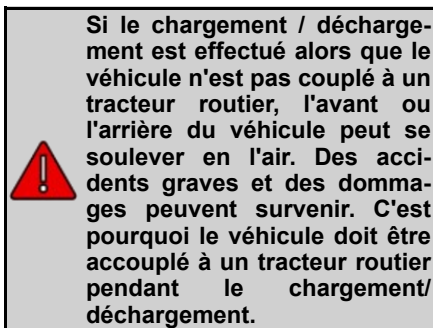 Si le chargement / décharge-
ment est effectué alors que le
véhicule n'est pas couplé à un
tracteur routier, l'avant ou
l'arrière du véhicule peut se
soulever en l'air. Des acci-
dents graves et des domma-
ges peuvent survenir. C'est
pourquoi le véhicule doit être
accouplé à un tracteur routier
pendant le chargement/
déchargement.